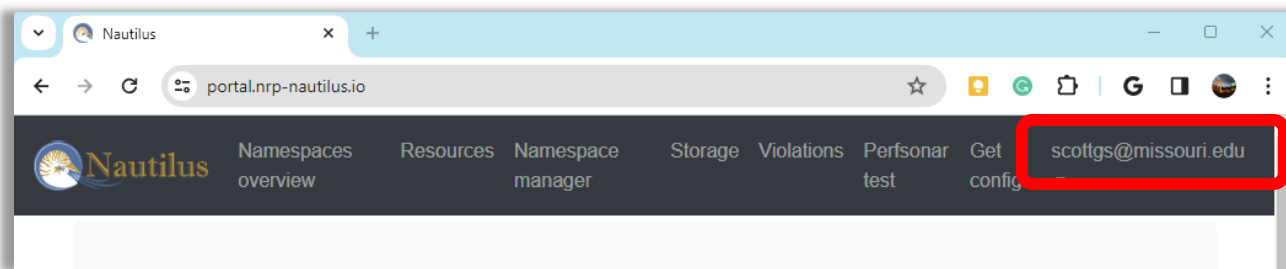 Nautilus
portal.nrp-nautilus.io
Nautilus
Namespaces
overview
Resources
Namespace
manager
Storage
Violations
Perfsonar
test
Get
config
scottgs@missouri.edu